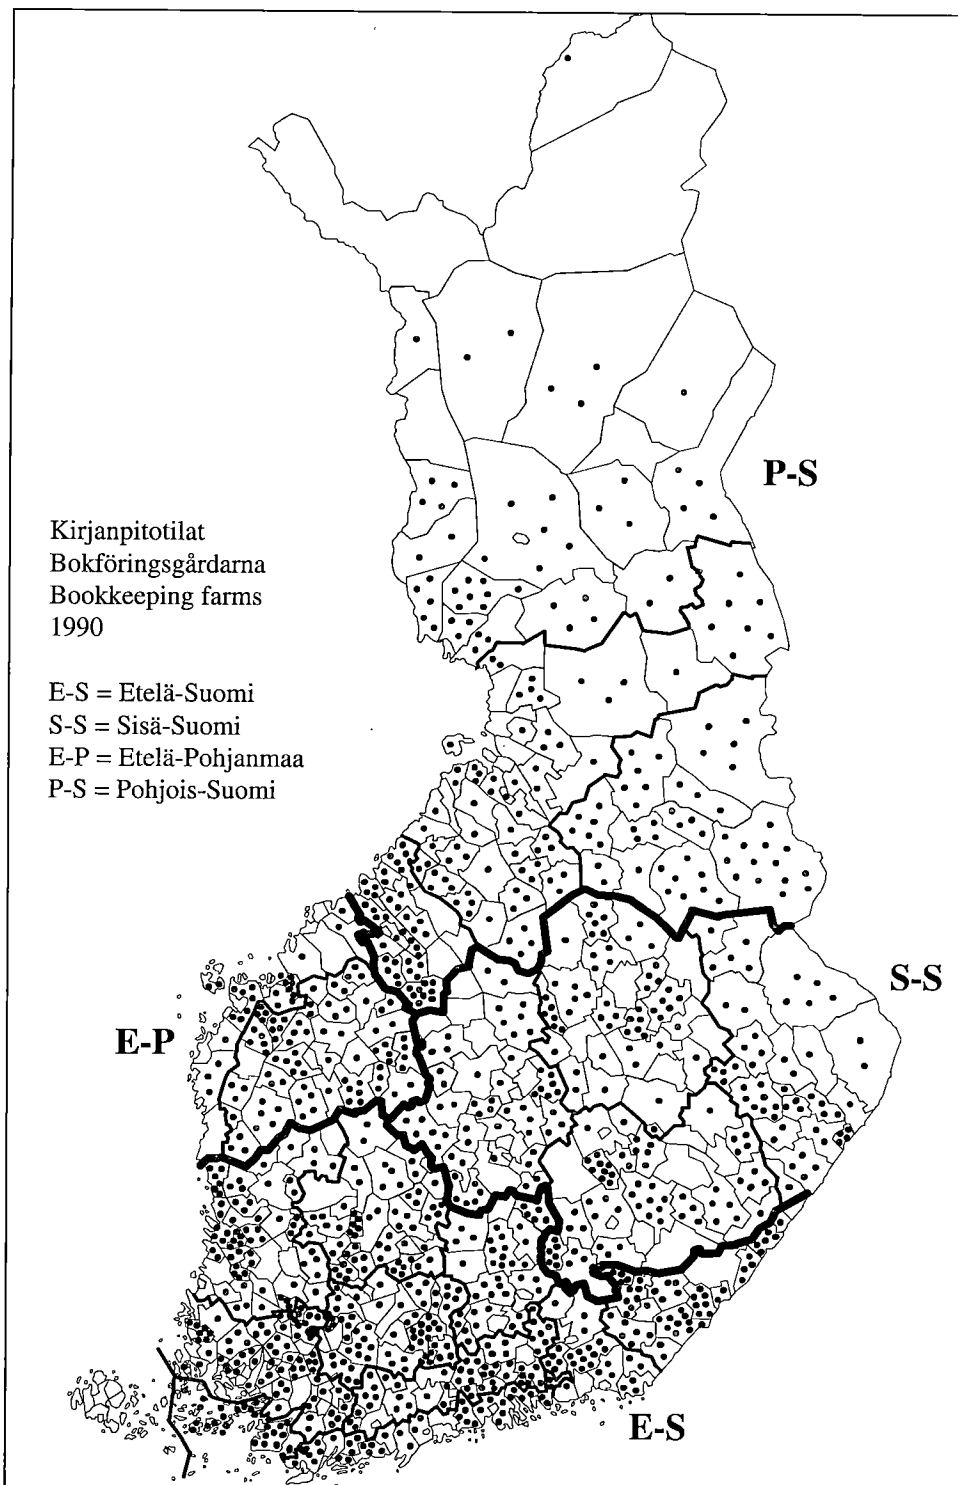 P-S
Kirjanpitotilat
Bokföringsgårdarna
Bookkeeping farms
1990
E-S = Etelä-Suomi
S-S = Sisä-Suomi
E-P = Etelä-Pohjanmaa
P-S = Pohjois-Suomi
S-S
E-P
E-S